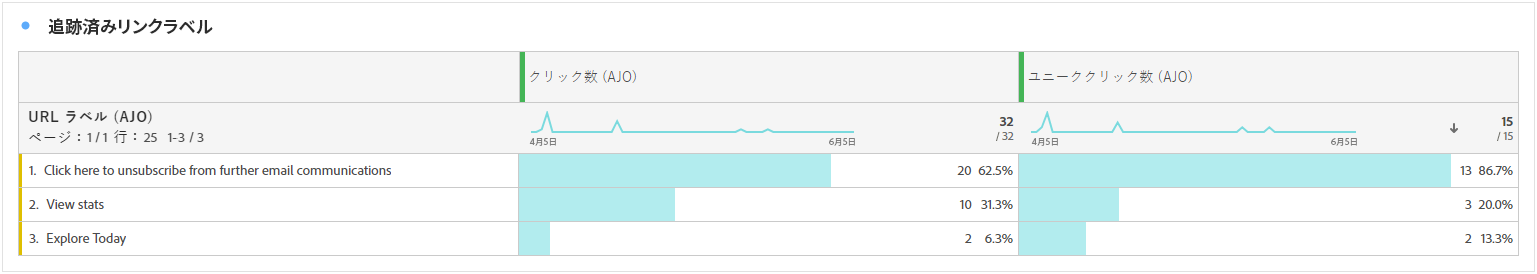 追跡済みリンクラベル
クリック数 (AJO)
ユニーククリック数 (AJO)
URL ラベル (AJO)
ページ：1 / 1 行： 25 1-3 / 3
4月5日
6月5日
32
/ 32
4月5日
6月5日
15
/ 15
1. Click here to unsubscribe from further email communications 20 62.5% 13 86.7%
2. View stats 10 31.3% 3 20.0%
3. Explore Today 2 6.3% 2 13.3%